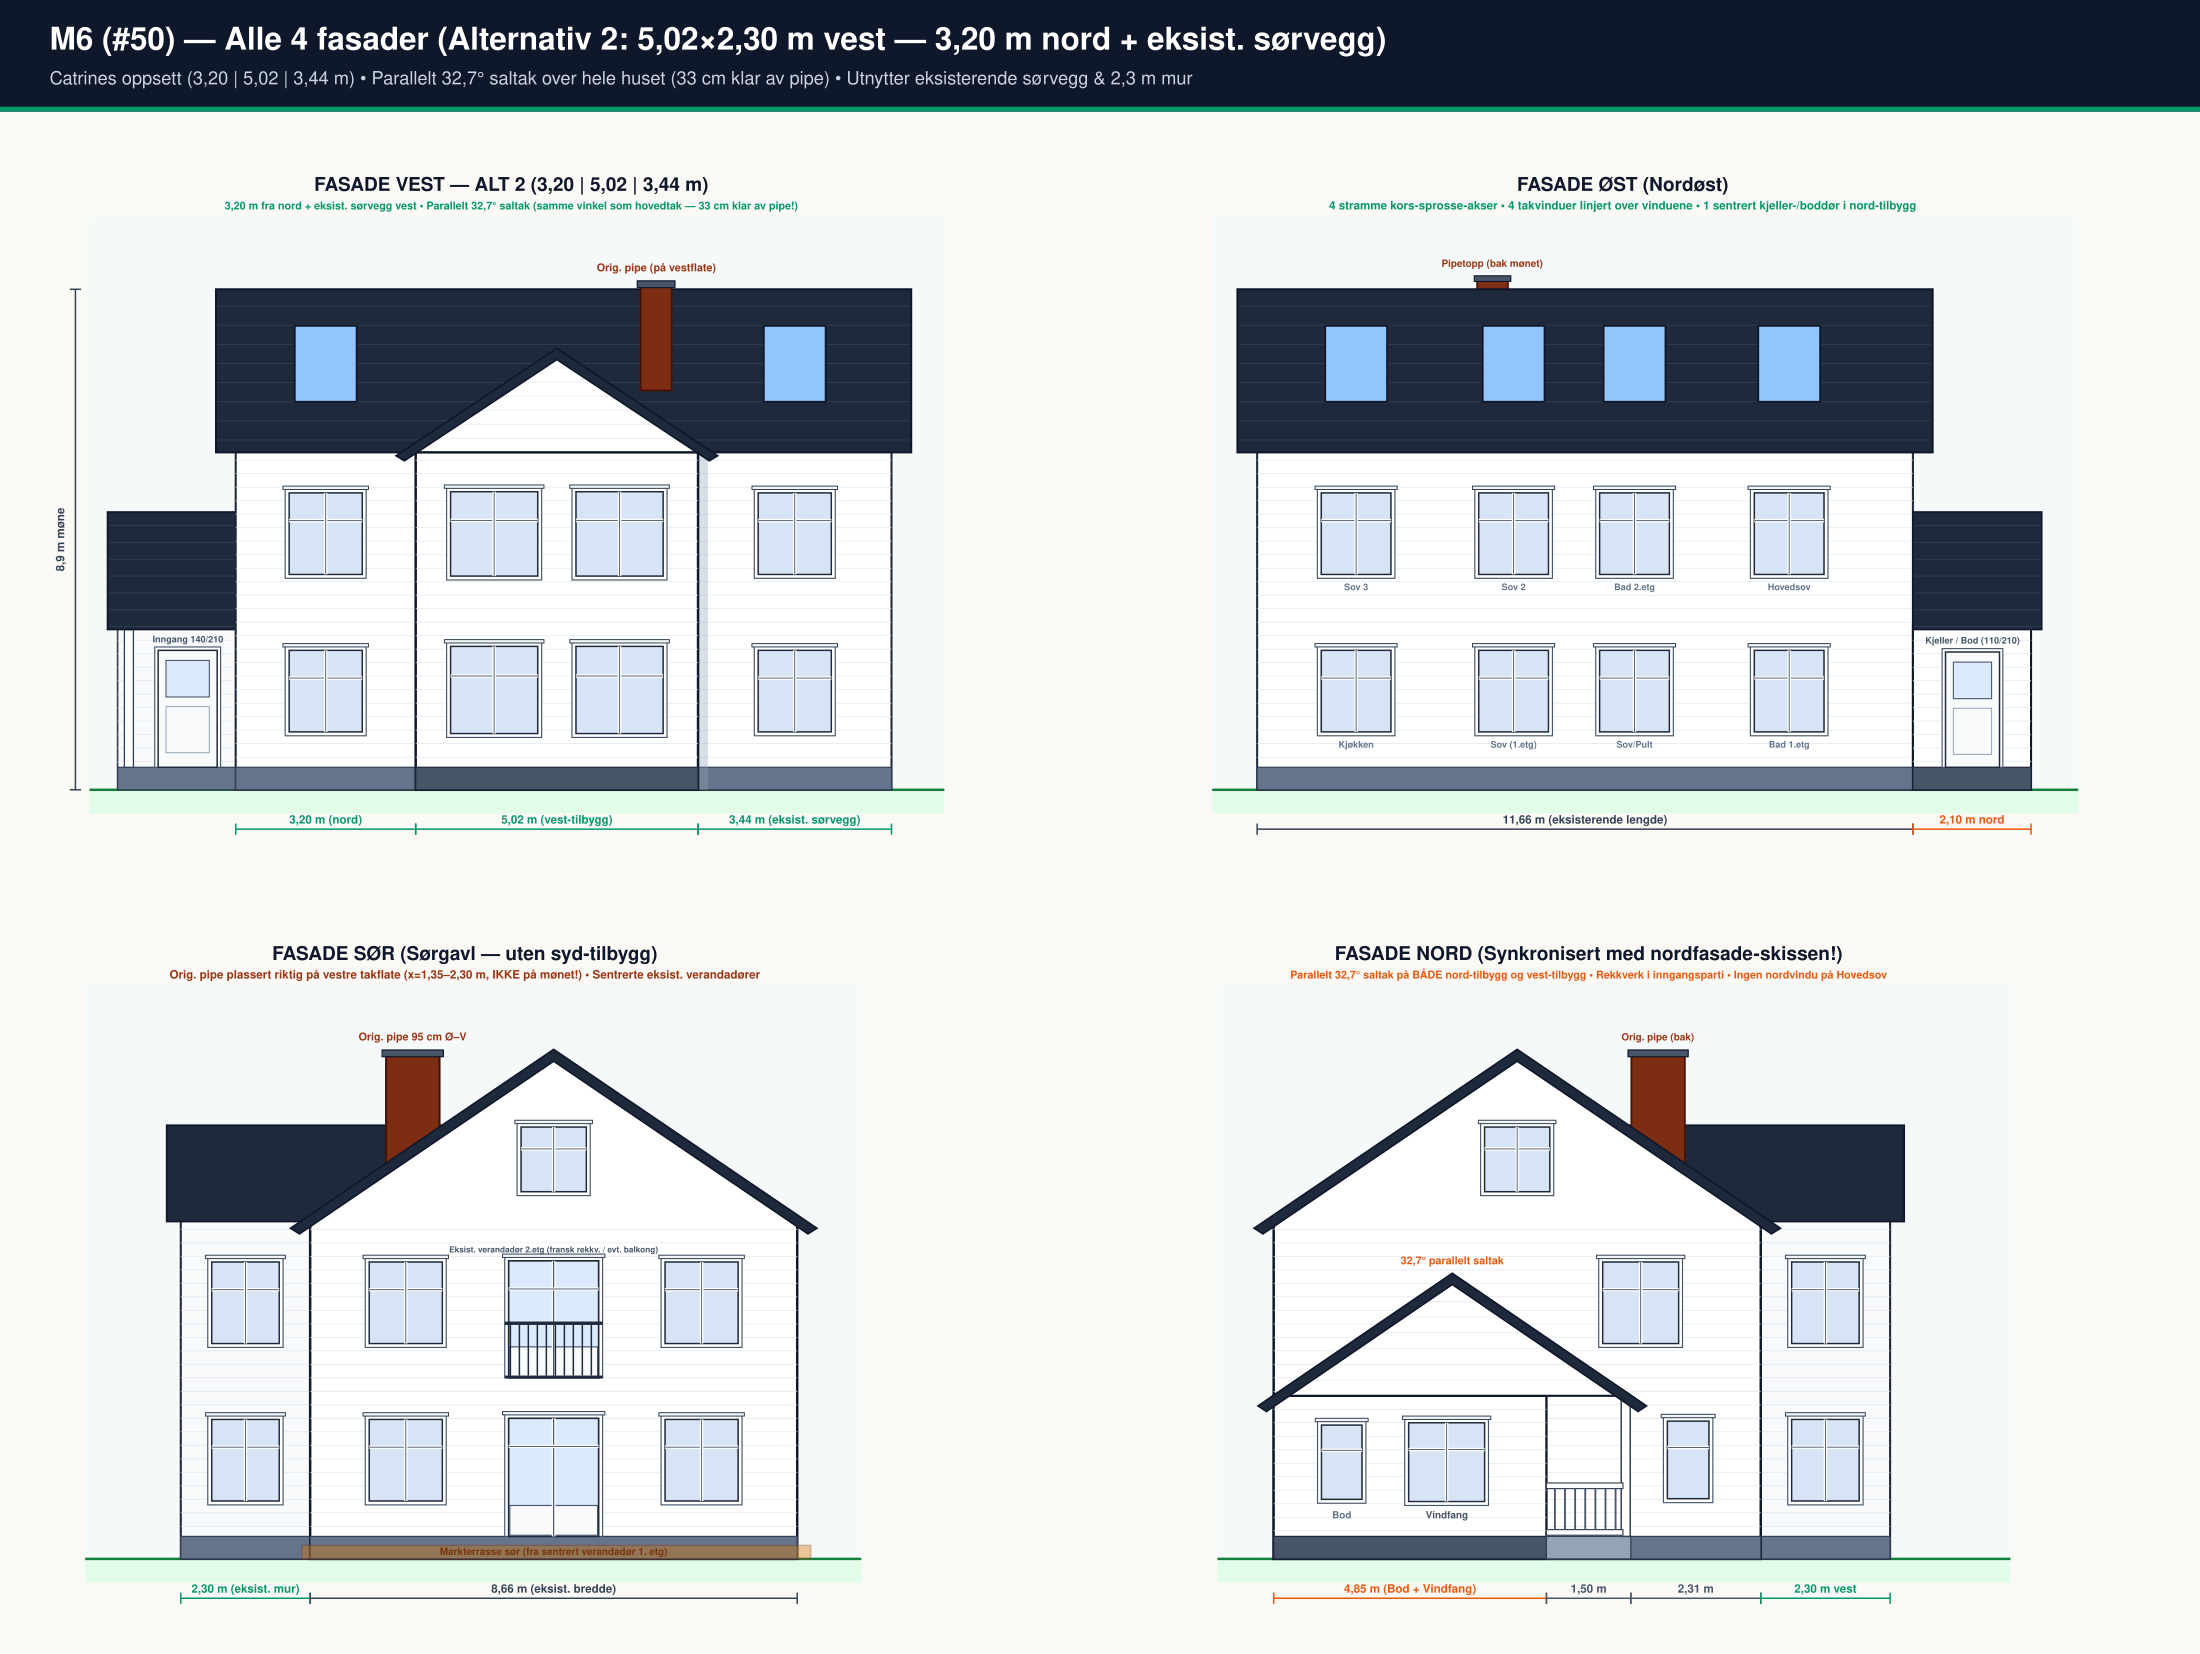 M6 (#50) — Alle 4 fasader (Alternativ 2: 5,02×2,30 m vest — 3,20 m nord + eksist. sørvegg)
Catrines oppsett (3,20 | 5,02 | 3,44 m) • Parallelt 32,7° saltak over hele huset (33 cm klar av pipe) • Utnytter eksisterende sørvegg & 2,3 m mur
FASADE VEST — ALT 2 (3,20 | 5,02 | 3,44 m)
3,20 m fra nord + eksist. sørvegg vest • Parallelt 32,7° saltak (samme vinkel som hovedtak — 33 cm klar av pipe!)
Orig. pipe (på vestflate)
8,9 m møne
Inngang 140/210
3,20 m (nord)
5,02 m (vest-tilbygg)
3,44 m (eksist. sørvegg)
FASADE ØST (Nordøst)
4 stramme kors-sprosse-akser • 4 takvinduer linjert over vinduene • 1 sentrert kjeller-/boddør i nord-tilbygg
Pipetopp (bak mønet)
Sov 3
Sov 2
Bad 2.etg
Hovedsov
Kjeller / Bod (110/210)
Kjøkken
Sov (1.etg)
Sov/Pult
Bad 1.etg
11,66 m (eksisterende lengde)
2,10 m nord
FASADE SØR (Sørgavl — uten syd-tilbygg)
Orig. pipe plassert riktig på vestre takflate (x=1,35–2,30 m, IKKE på mønet!) • Sentrerte eksist. verandadører
Orig. pipe 95 cm Ø–V
Eksist. verandadør 2.etg (fransk rekkv. / evt. balkong)
Markterrasse sør (fra sentrert verandadør 1. etg)
2,30 m (eksist. mur)
8,66 m (eksist. bredde)
FASADE NORD (Synkronisert med nordfasade-skissen!)
Parallelt 32,7° saltak på BÅDE nord-tilbygg og vest-tilbygg • Rekkverk i inngangsparti • Ingen nordvindu på Hovedsov
Orig. pipe (bak)
32,7° parallelt saltak
Bod
Vindfang
4,85 m (Bod + Vindfang)
1,50 m
2,31 m
2,30 m vest